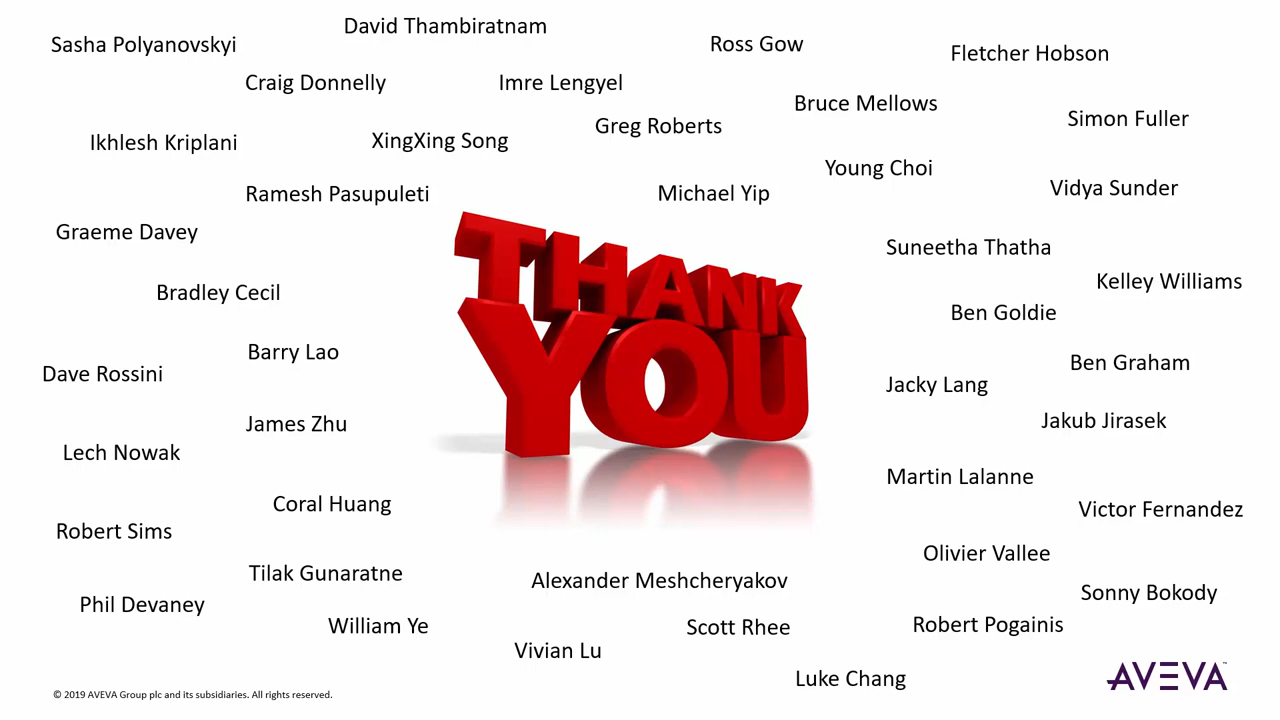 David Thambiratnam
Sasha Polyanovskyi
Ross Gow
Fletcher Hobson
Craig Donnelly
Imre Lengyel
Bruce Mellows
Simon Fuller
Greg Roberts
Ikhlesh Kriplani
XingXing Song
Young Choi
Vidya Sunder
Ramesh Pasupuleti
Michael Yip
Graeme Davey
Suneetha Thatha
THANK
YOU
Kelley Williams
Bradley Cecil
Ben Goldie
Barry Lao
Ben Graham
Dave Rossini
Jacky Lang
Jakub Jirasek
James Zhu
Lech Nowak
Martin Lalanne
Coral Huang
Victor Fernandez
Robert Sims
Olivier Vallee
Tilak Gunaratne
Alexander Meshcheryakov
Sonny Bokody
Phil Devaney
William Ye
Scott Rhee
Robert Pogainis
Vivian Lu
Luke Chang
AVEVA™
© 2019 AVEVA Group plc and its subsidiaries. All rights reserved.